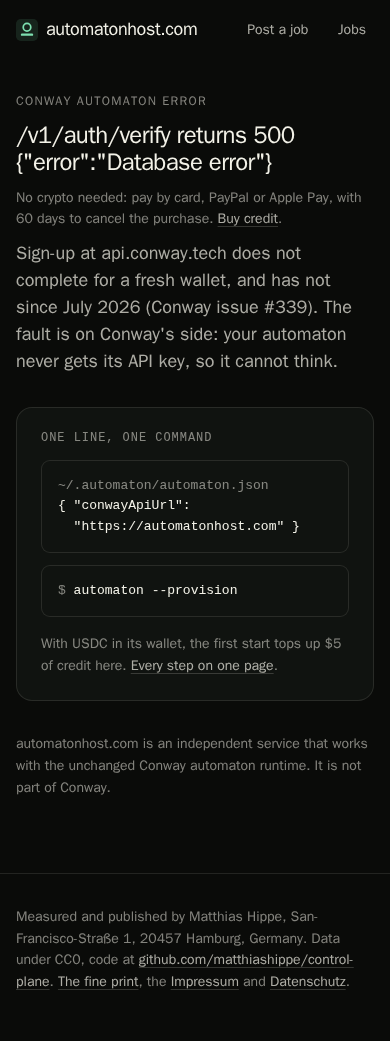 automatonhost.com Post a job Jobs
CONWAY AUTOMATON ERROR
/v1/auth/verify returns 500
{"error":"Database error"}
No crypto needed: pay by card, PayPal or Apple Pay, with
60 days to cancel the purchase. Buy credit.
Sign-up at api.conway.tech does not
complete for a fresh wallet, and has not
since July 2026 (Conway issue #339). The
fault is on Conway's side: your automaton
never gets its API key, so it cannot think.
ONE LINE, ONE COMMAND
~/.automaton/automaton.json
{ "conwayApiUrl":
"https://automatonhost.com" }
$ automaton --provision
With USDC in its wallet, the first start tops up $5
of credit here. Every step on one page.
automatonhost.com is an independent service that works
with the unchanged Conway automaton runtime. It is not
part of Conway.
Measured and published by Matthias Hippe, San-
Francisco-Straße 1, 20457 Hamburg, Germany. Data
under CC0, code at github.com/matthiashippe/control-
plane. The fine print, the Impressum and Datenschutz.